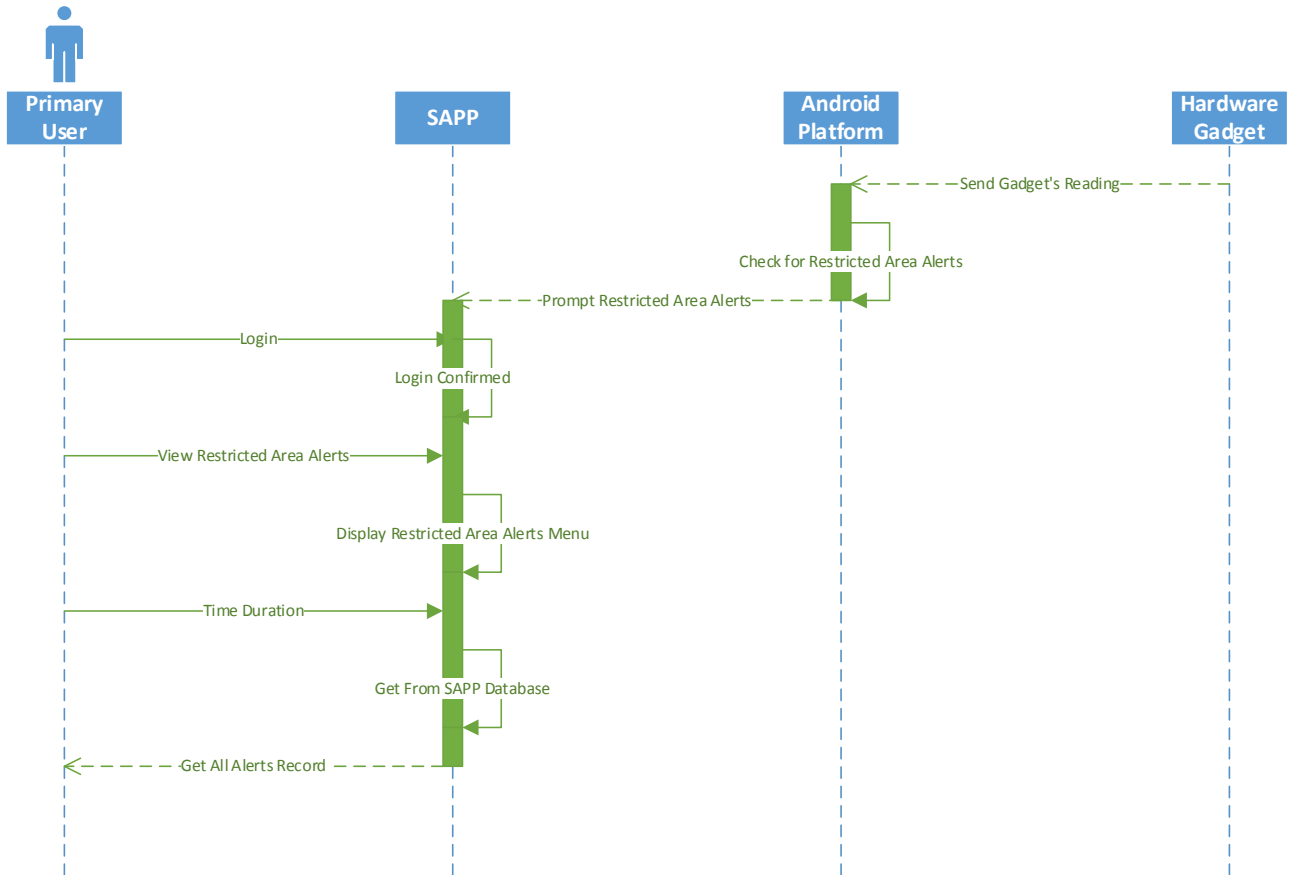 Primary
User
SAPP
Android
Platform
Hardware
Gadget
Send Gadget's Reading
Check for Restricted Area Alerts
Prompt Restricted Area Alerts
Login
Login Confirmed
View Restricted Area Alerts
Display Restricted Area Alerts Menu
Time Duration
Get From SAPP Database
Get All Alerts Record